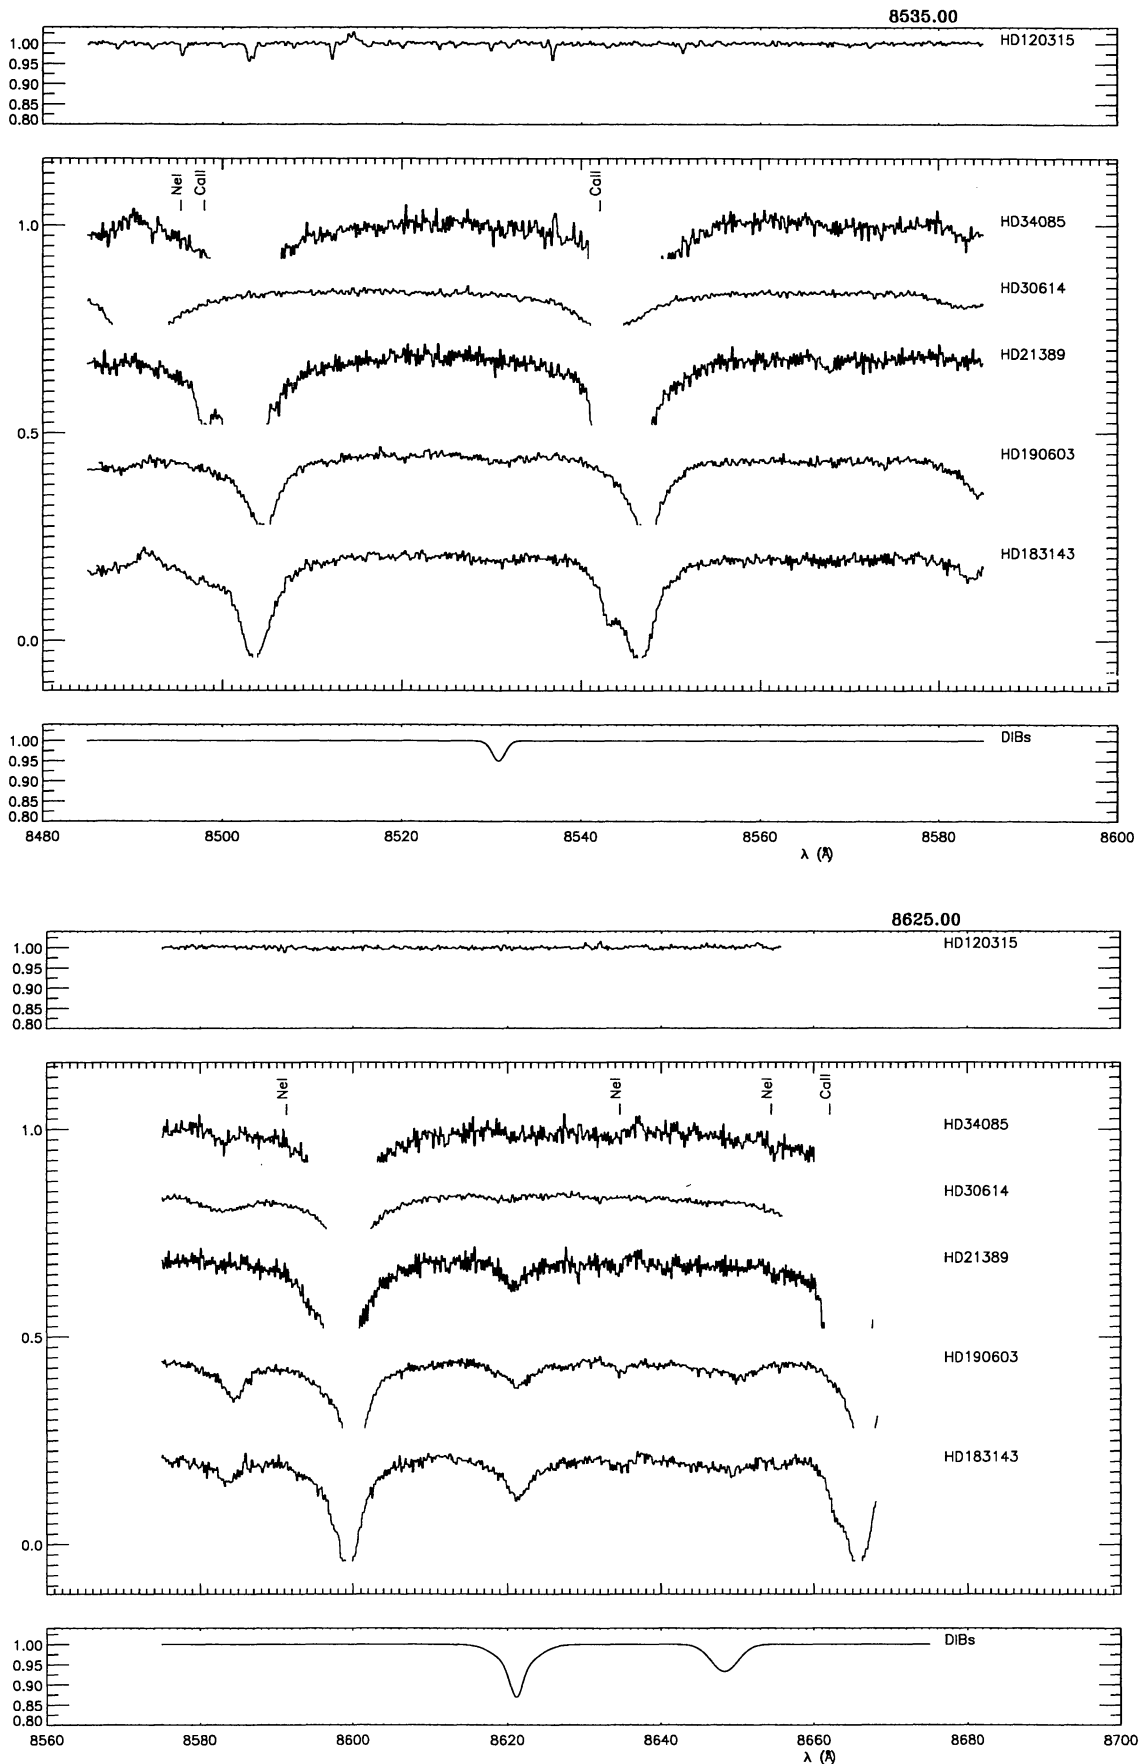 8535.00
HD120315
1.00
0.95
0.90
0.85
0.80
NeI
CaII
CaII
1.0
HD34085
HD30614
HD21389
0.5
HD190603
HD183143
0.0
DIBs
1.00
0.95
0.90
0.85
0.80
8480 8500 8520 8540 8560 8580 8600
λ (Å)
8625.00
HD120315
1.00
0.95
0.90
0.85
0.80
NeI
NeI
NeI
CaII
1.0
HD34085
HD30614
HD21389
0.5
HD190603
HD183143
0.0
DIBs
1.00
0.95
0.90
0.85
0.80
8560 8580 8600 8620 8640 8660 8680 8700
λ (Å)